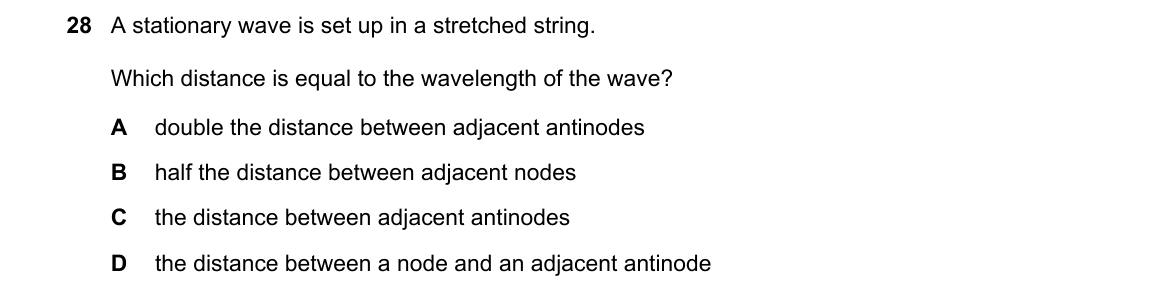 28 A stationary wave is set up in a stretched string.
Which distance is equal to the wavelength of the wave?
A double the distance between adjacent antinodes
B half the distance between adjacent nodes
C the distance between adjacent antinodes
D the distance between a node and an adjacent antinode